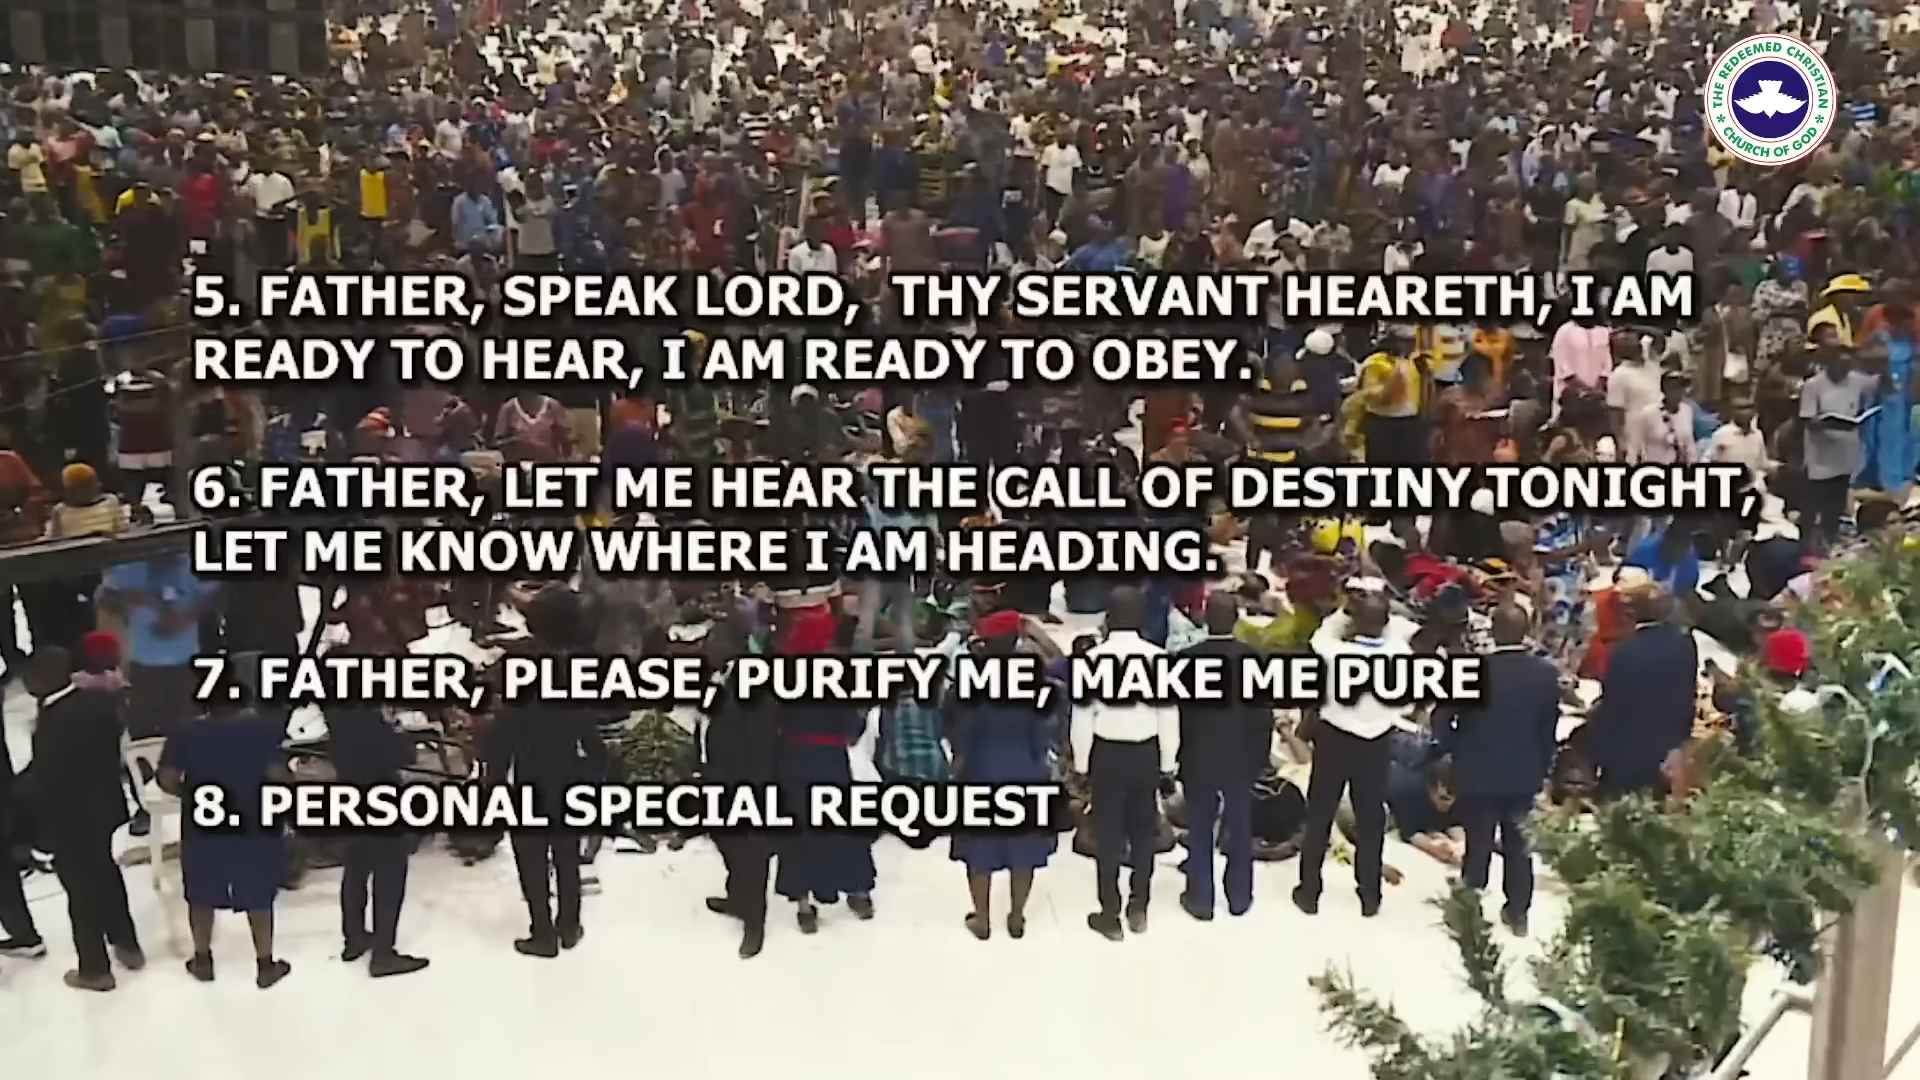 THE REDEEMED CHRISTIAN
CHURCH OF GOD
5. FATHER, SPEAK LORD,  THY SERVANT HEARETH, I AM
READY TO HEAR, I AM READY TO OBEY.
6. FATHER, LET ME HEAR THE CALL OF DESTINY TONIGHT,
LET ME KNOW WHERE I AM HEADING.
7. FATHER, PLEASE, PURIFY ME, MAKE ME PURE
8. PERSONAL SPECIAL REQUEST